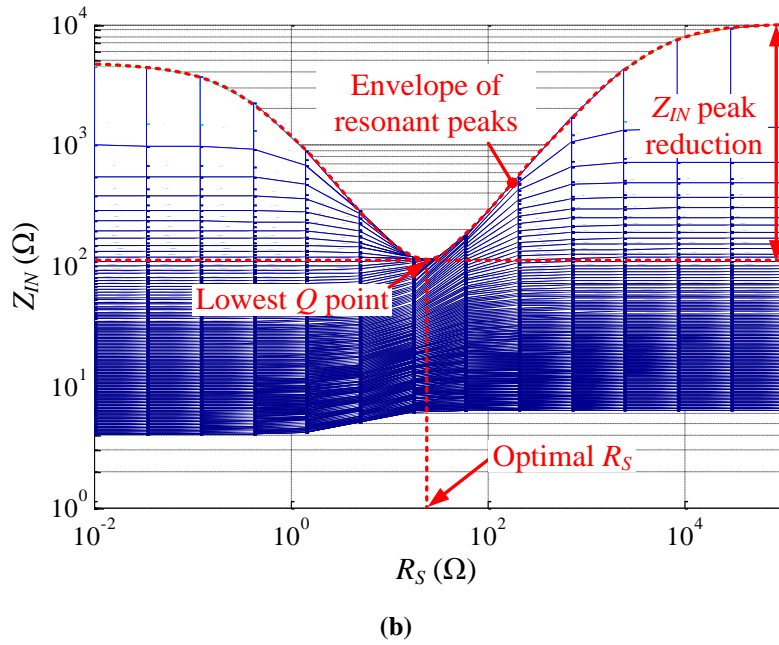 10^4
Envelope of
resonant peaks
Z_IN peak
reduction
10^3
Z_IN (Ω)
10^2
Lowest Q point
10^1
Optimal R_S
10^0
10^-2
10^0
10^2
10^4
R_S (Ω)
(b)